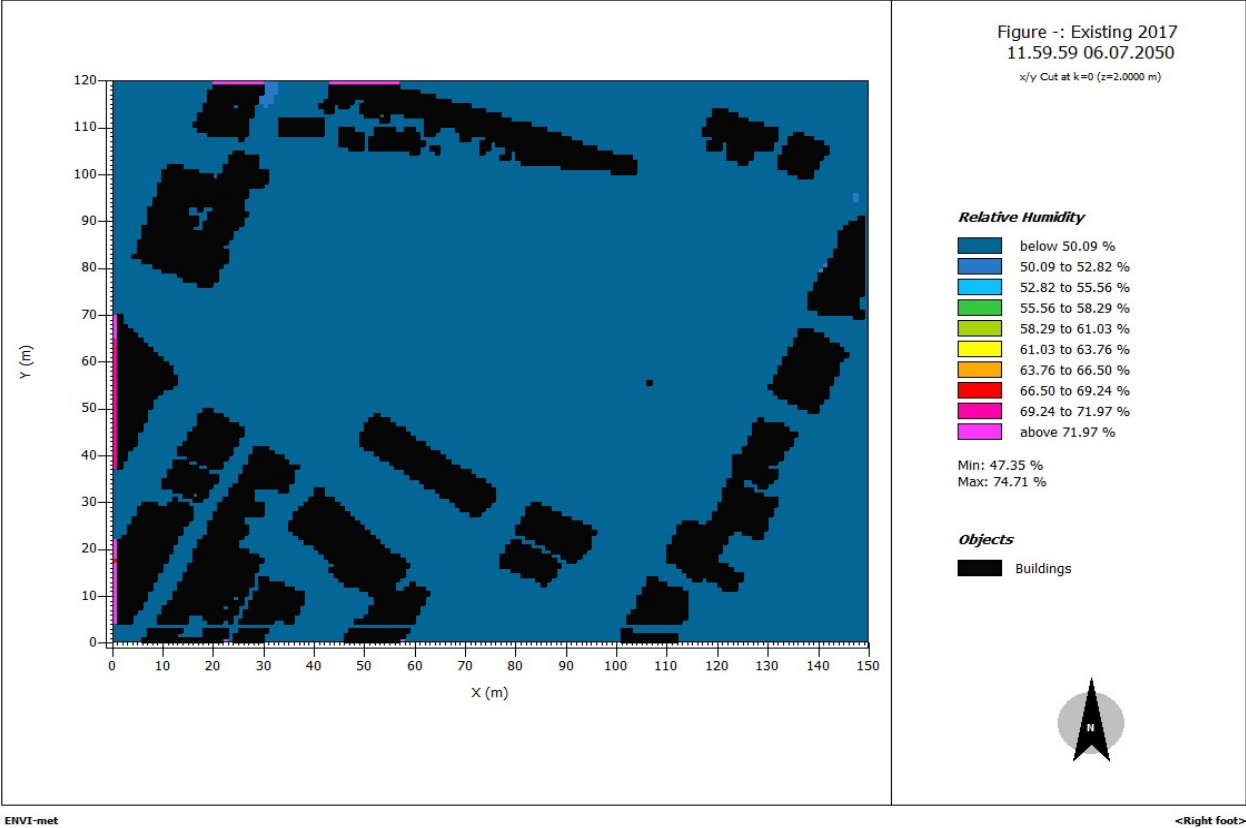 Figure -: Existing 2017
11.59.59 06.07.2050
x/y Cut at k=0 (z=2.0000 m)
120
110
100
90
80
70
60
50
40
30
20
10
0
Y (m)
0 10 20 30 40 50 60 70 80 90 100 110 120 130 140 150
X (m)
Relative Humidity
below 50.09 %
50.09 to 52.82 %
52.82 to 55.56 %
55.56 to 58.29 %
58.29 to 61.03 %
61.03 to 63.76 %
63.76 to 66.50 %
66.50 to 69.24 %
69.24 to 71.97 %
above 71.97 %
Min: 47.35 %
Max: 74.71 %
Objects
Buildings
N
ENVI-met
<Right foot>